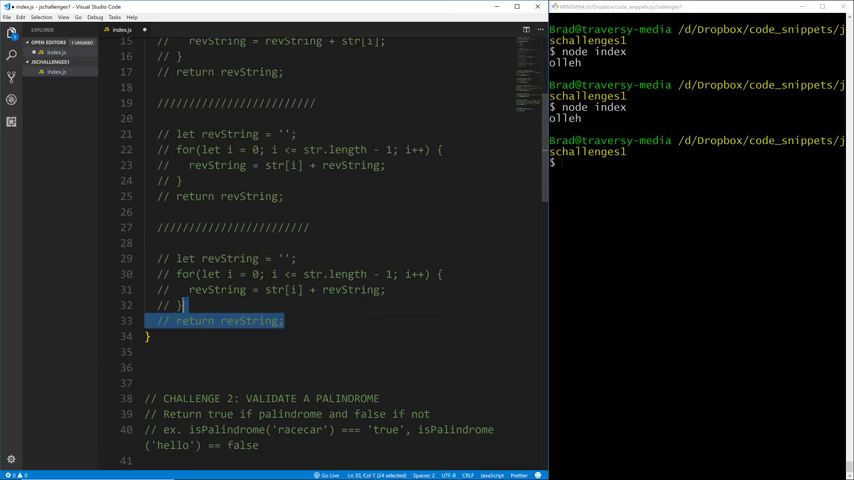 index.js - Visual Studio Code
File Edit Selection View Go Debug Tasks Help
EXPLORER
OPEN EDITORS 1 UNSAVED
index.js
JSCHALLENGES1
index.js
index.js
15 //   revString = revString + str[i];
16 // }
17 // return revString;
18
19 /////////////////////////
20
21 // let revString = '';
22 // for(let i = 0; i <= str.length - 1; i++) {
23 //   revString = str[i] + revString;
24 // }
25 // return revString;
26
27 ////////////////////////
28
29 // let revString = '';
30 // for(let i = 0; i <= str.length - 1; i++) {
31 //   revString = str[i] + revString;
32 // }
33 // return revString;
34 }
35
36
37
38 // CHALLENGE 2: VALIDATE A PALINDROME
39 // Return true if palindrome and false if not
40 // ex. isPalindrome('racecar') === 'true', isPalindrome
('hello') == false
41
0 0
Go Live Ln 30, Col 7 (24 selected) Spaces: 2 UTF-8 CRLF JavaScript Prettier
MINGW64:/d/Dropbox/code_snippets/jschallenges1
Brad@traversy-media /d/Dropbox/code_snippets/j
schallenges1
$ node index
olleh
Brad@traversy-media /d/Dropbox/code_snippets/j
schallenges1
$ node index
olleh
Brad@traversy-media /d/Dropbox/code_snippets/j
schallenges1
$